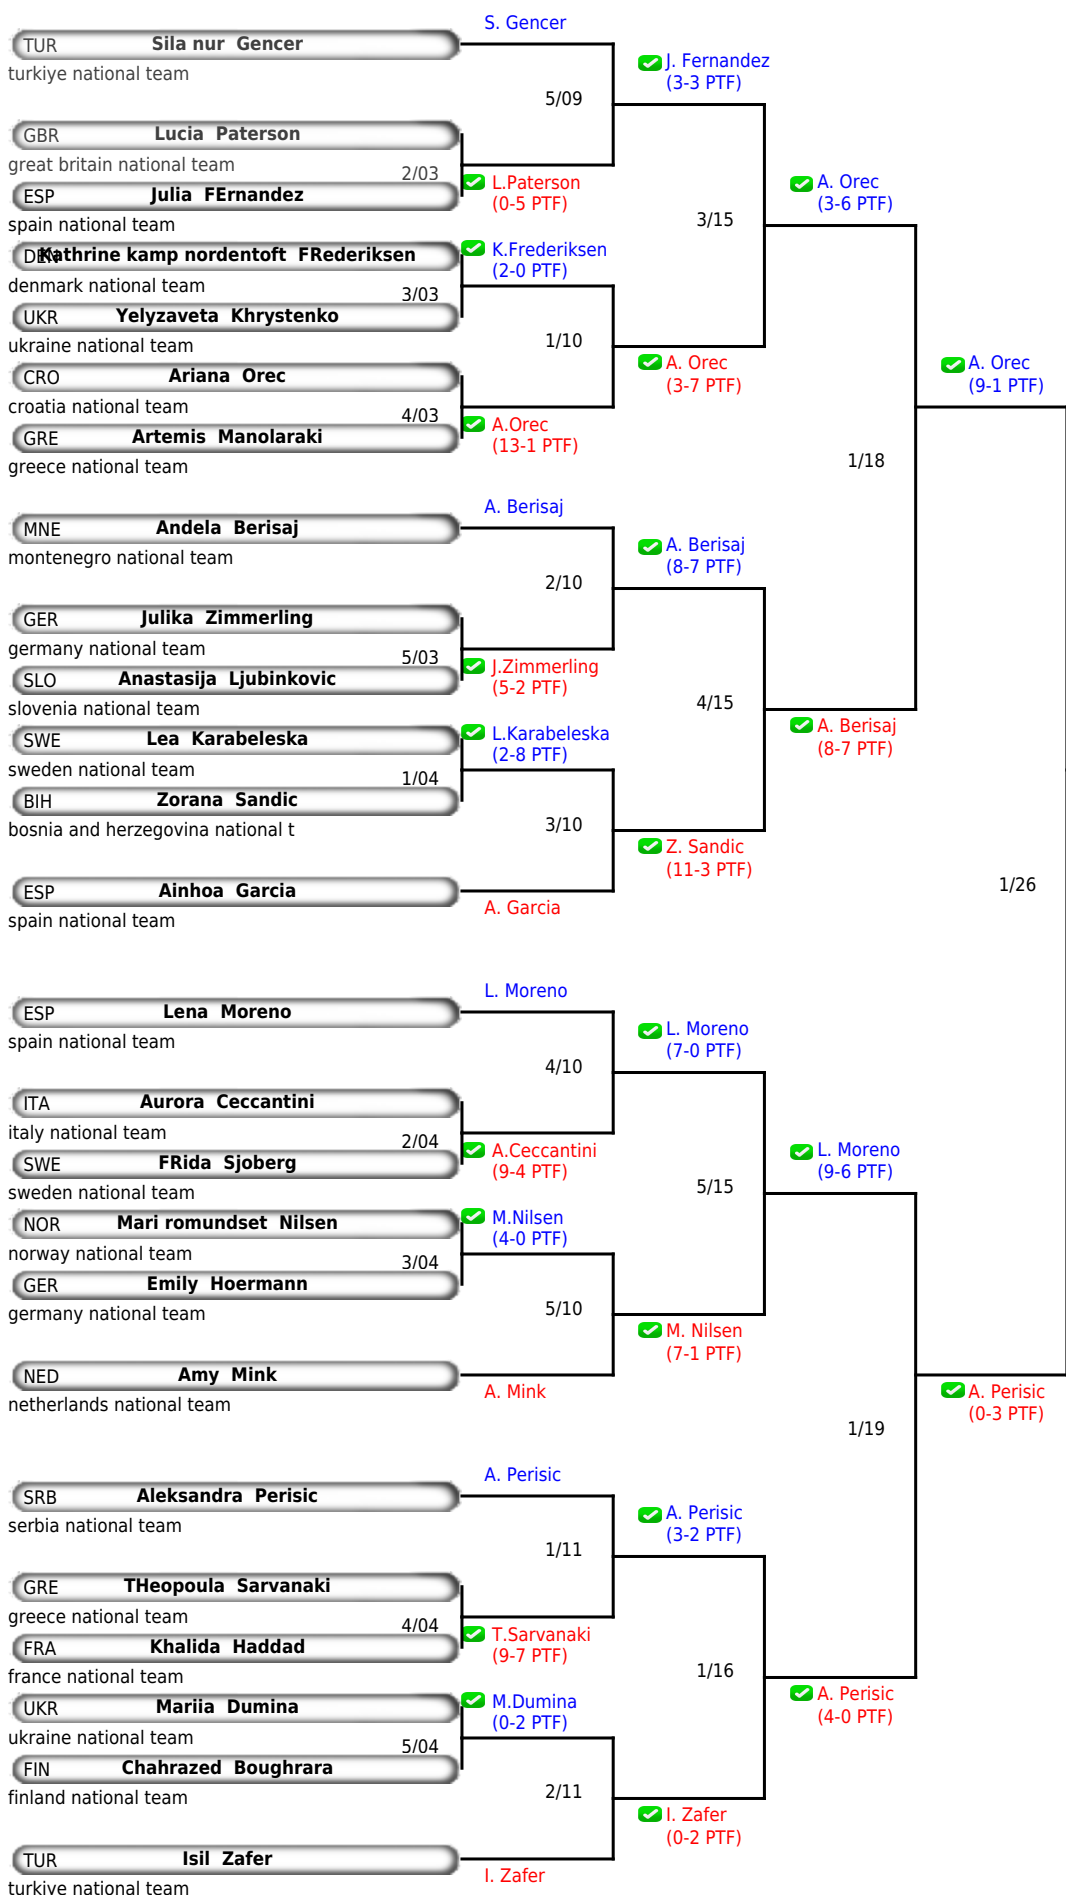 S. Gencer
TUR Sila nur Gencer
turkiye national team
J. Fernandez
(3-3 PTF)
5/09
GBR Lucia Paterson
great britain national team
2/03
L.Paterson
(0-5 PTF)
ESP Julia FErnandez
spain national team
A. Orec
(3-6 PTF)
3/15
DEN Kathrine kamp nordentoft FRederiksen
denmark national team
K.Frederiksen
(2-0 PTF)
3/03
UKR Yelyzaveta Khrystenko
ukraine national team
1/10
A. Orec
(3-7 PTF)
A. Orec
(9-1 PTF)
CRO Ariana Orec
croatia national team
4/03
A.Orec
(13-1 PTF)
GRE Artemis Manolaraki
greece national team
1/18
A. Berisaj
MNE Andela Berisaj
montenegro national team
A. Berisaj
(8-7 PTF)
2/10
GER Julika Zimmerling
germany national team
5/03
J.Zimmerling
(5-2 PTF)
SLO Anastasija Ljubinkovic
slovenia national team
4/15
A. Berisaj
(8-7 PTF)
SWE Lea Karabeleska
sweden national team
L.Karabeleska
(2-8 PTF)
1/04
BIH Zorana Sandic
bosnia and herzegovina national t
3/10
Z. Sandic
(11-3 PTF)
ESP Ainhoa Garcia
spain national team
A. Garcia
1/26
L. Moreno
ESP Lena Moreno
spain national team
L. Moreno
(7-0 PTF)
4/10
ITA Aurora Ceccantini
italy national team
2/04
A.Ceccantini
(9-4 PTF)
SWE FRida Sjoberg
sweden national team
L. Moreno
(9-6 PTF)
5/15
NOR Mari romundset Nilsen
norway national team
M.Nilsen
(4-0 PTF)
3/04
GER Emily Hoermann
germany national team
5/10
M. Nilsen
(7-1 PTF)
NED Amy Mink
netherlands national team
A. Mink
A. Perisic
(0-3 PTF)
1/19
A. Perisic
SRB Aleksandra Perisic
serbia national team
A. Perisic
(3-2 PTF)
1/11
GRE THeopoula Sarvanaki
greece national team
4/04
T.Sarvanaki
(9-7 PTF)
FRA Khalida Haddad
france national team
1/16
A. Perisic
(4-0 PTF)
UKR Mariia Dumina
ukraine national team
M.Dumina
(0-2 PTF)
5/04
FIN Chahrazed Boughrara
finland national team
2/11
I. Zafer
(0-2 PTF)
TUR Isil Zafer
turkiye national team
I. Zafer